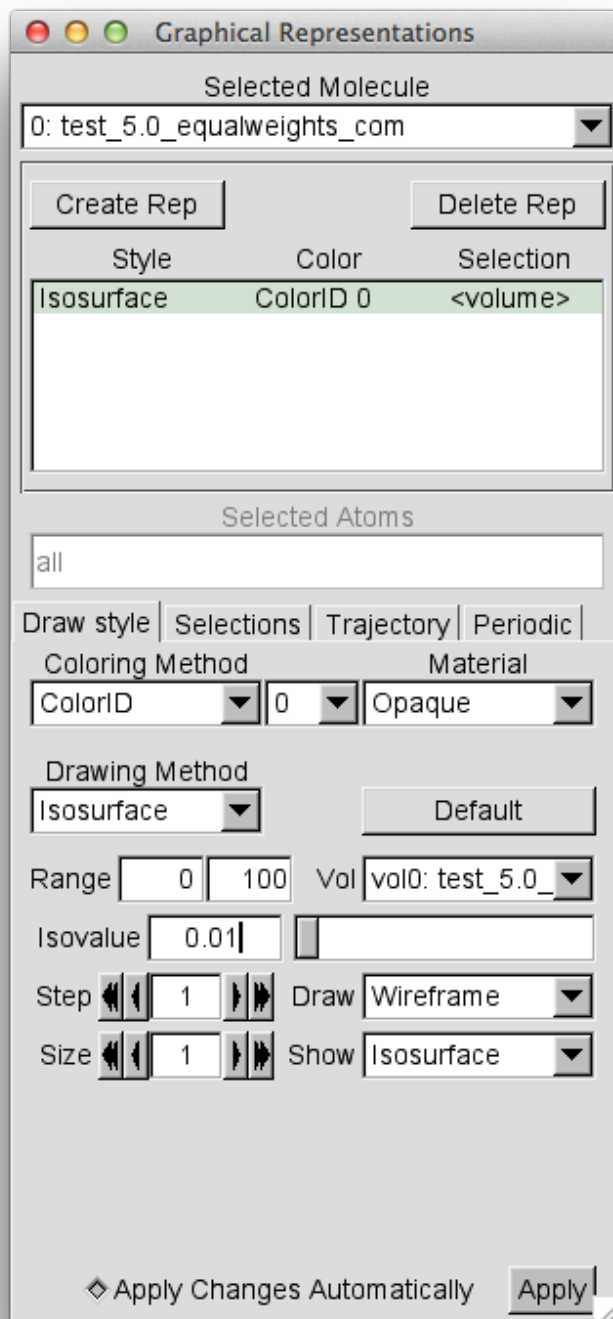 Graphical Representations
Selected Molecule
0: test_5.0_equalweights_com
Create Rep Delete Rep
Style Color Selection
Isosurface ColorID 0 <volume>
Selected Atoms
all
Draw style Selections Trajectory Periodic
Coloring Method Material
ColorID 0 Opaque
Drawing Method
Isosurface Default
Range 0 100 Vol vol0: test_5.0_
Isovalue 0.01
Step 1 Draw Wireframe
Size 1 Show Isosurface
Apply Changes Automatically Apply